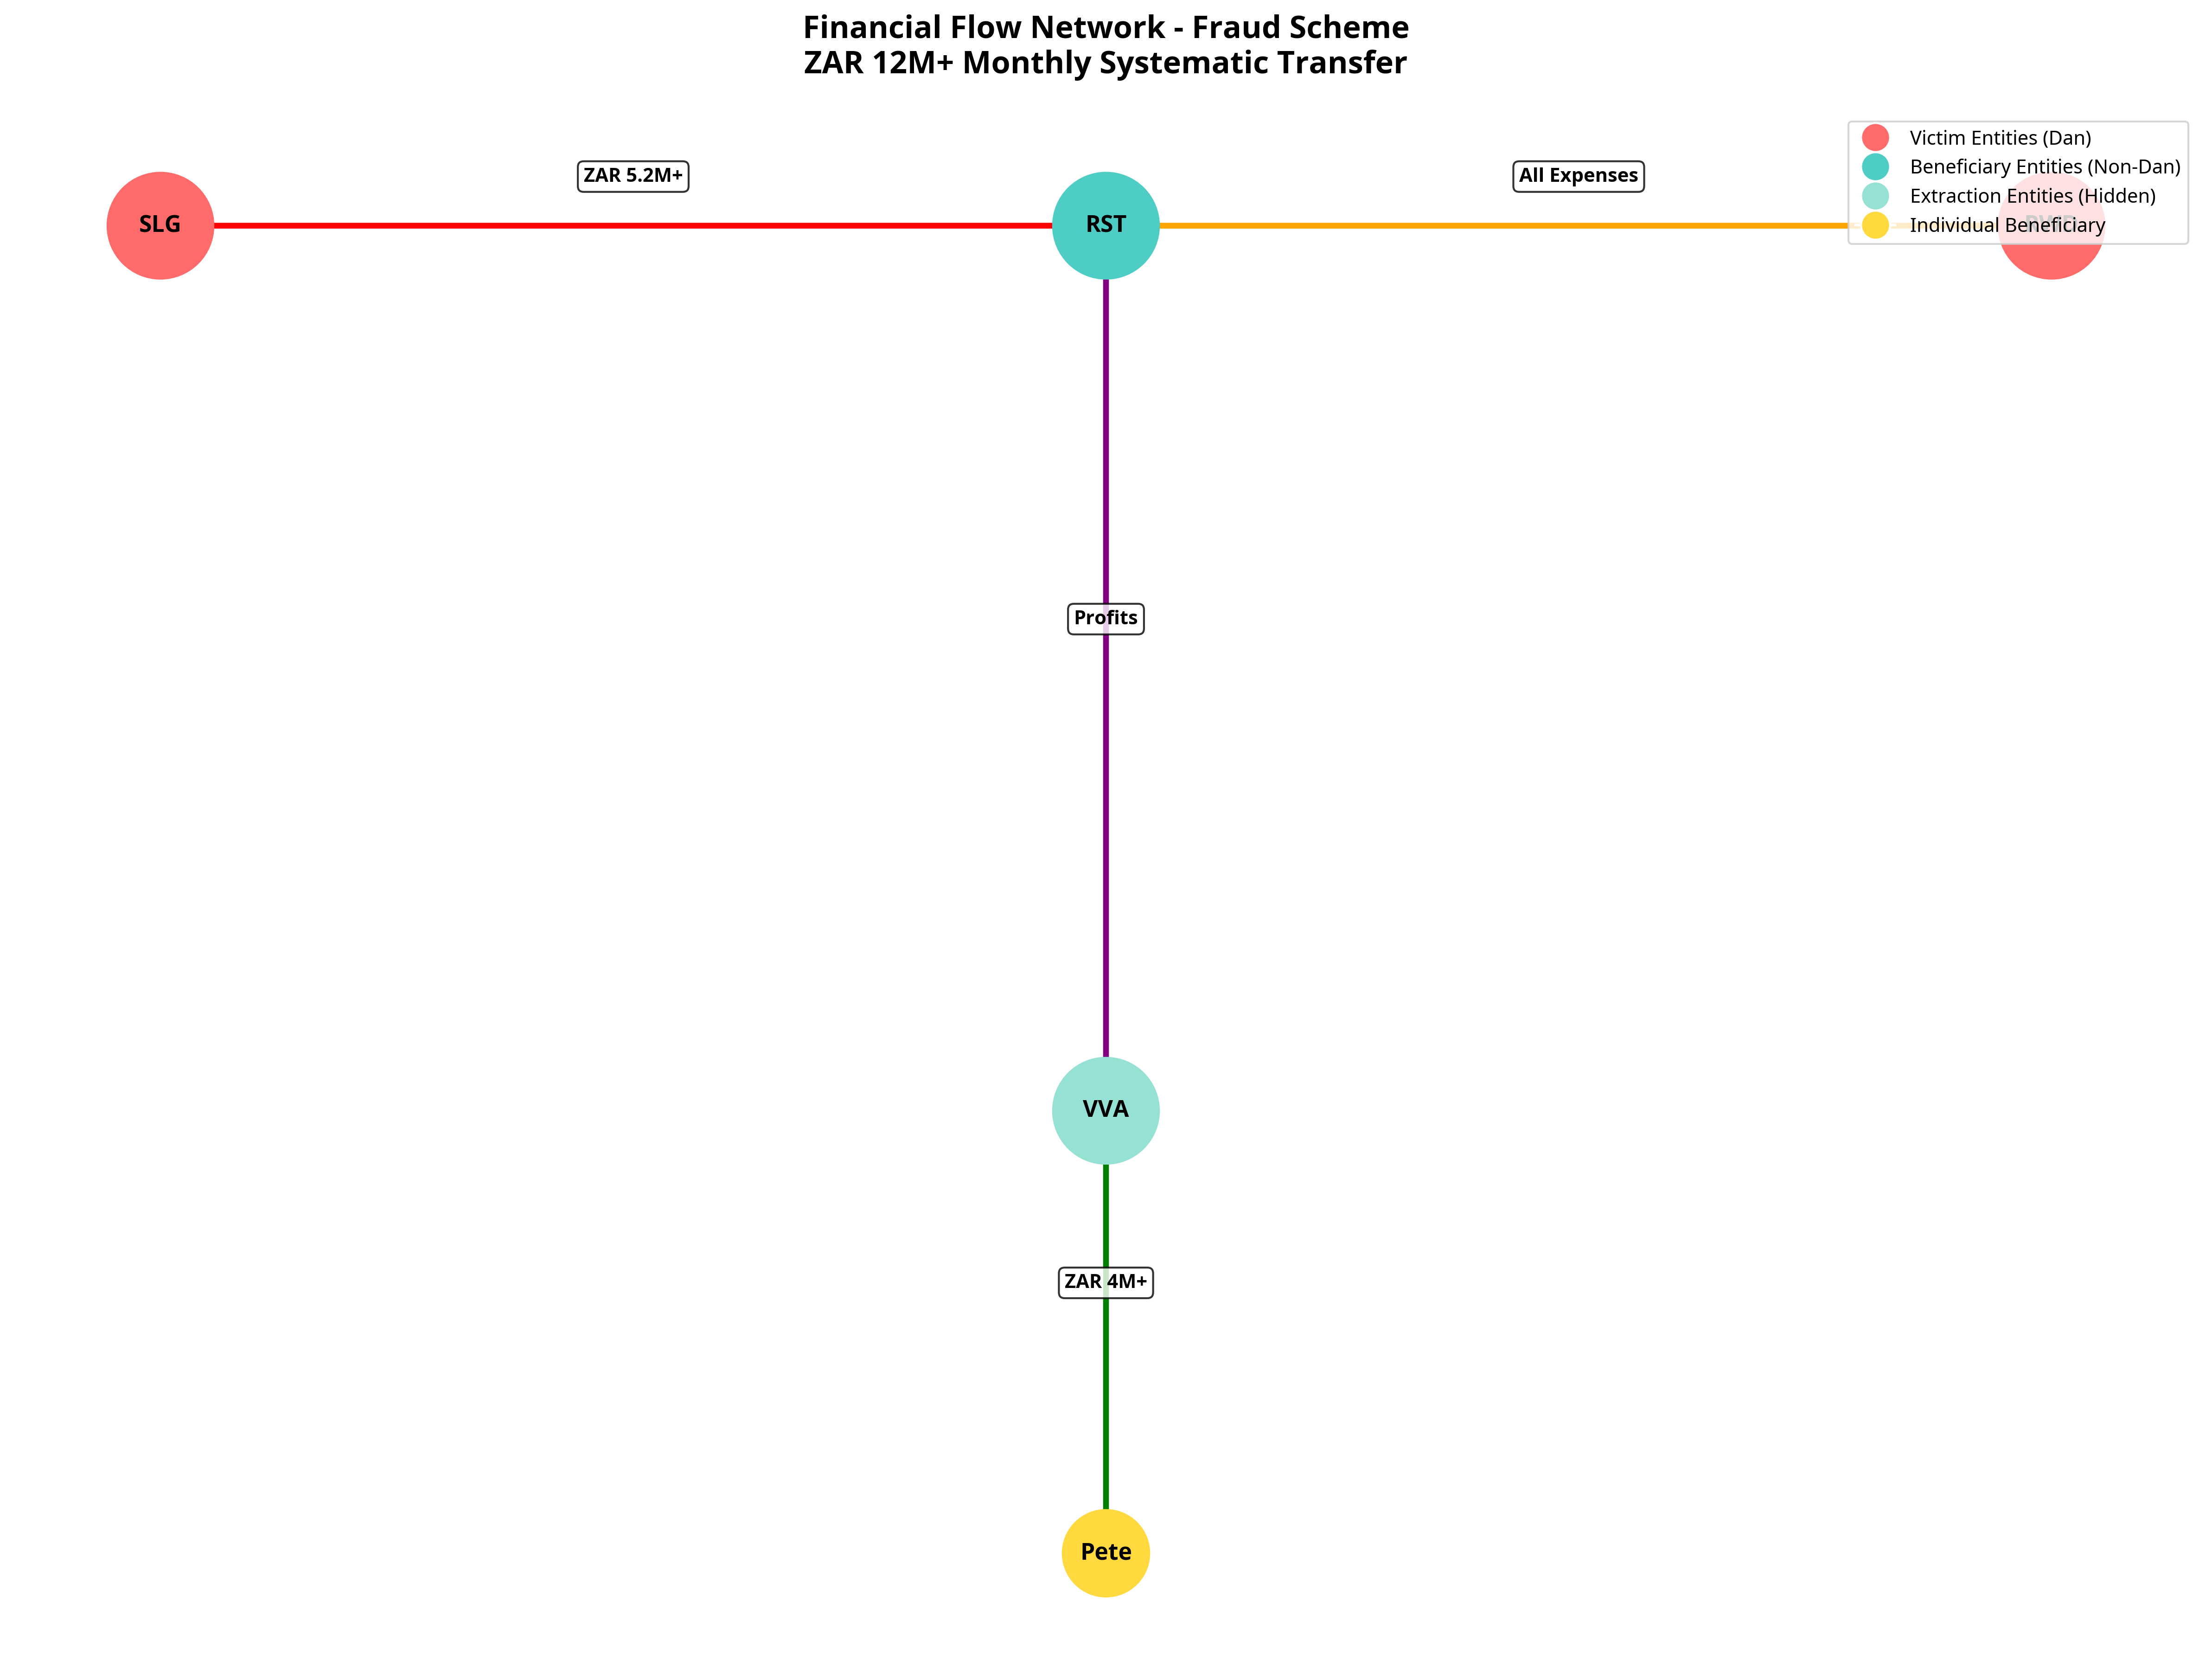 Financial Flow Network - Fraud Scheme
ZAR 12M+ Monthly Systematic Transfer
Victim Entities (Dan)
Beneficiary Entities (Non-Dan)
Extraction Entities (Hidden)
Individual Beneficiary
ZAR 5.2M+
All Expenses
SLG
RST
Profits
VVA
ZAR 4M+
Pete